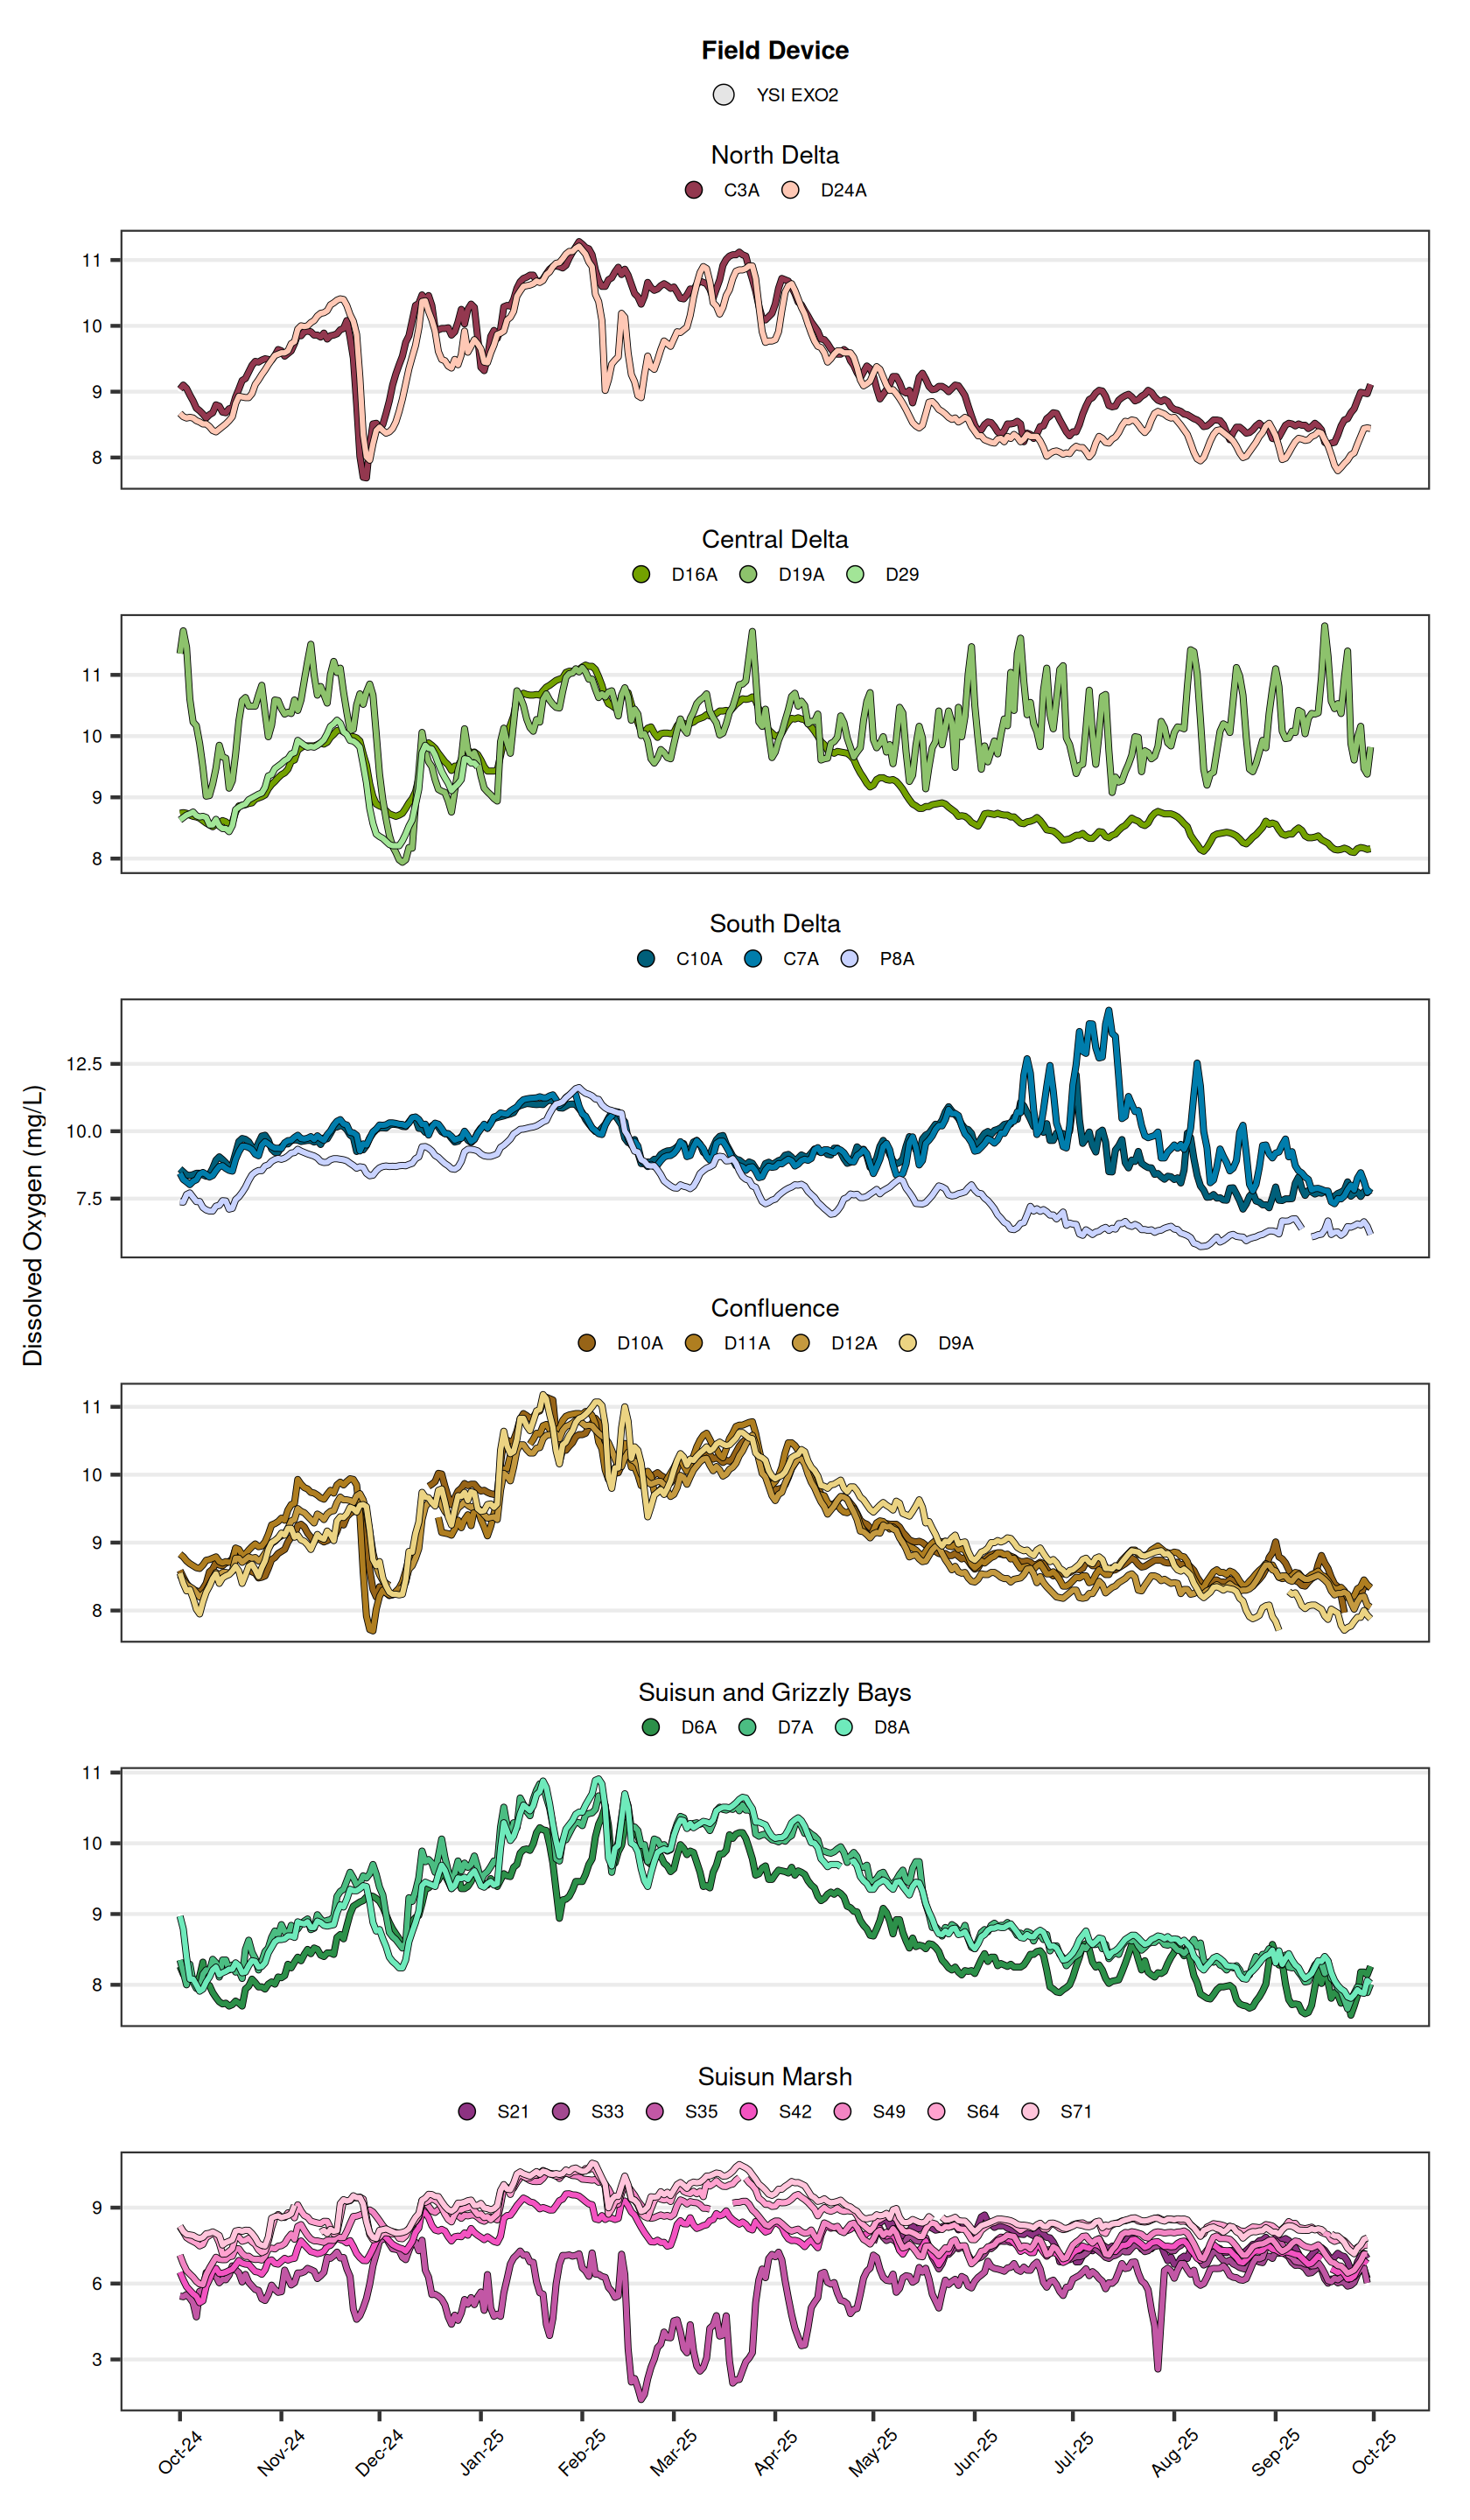 Field Device
YSI EXO2
North Delta
C3A D24A
11
10
9
8
Central Delta
D16A D19A D29
11
10
9
8
South Delta
C10A C7A P8A
12.5
10.0
7.5
Dissolved Oxygen (mg/L)
Confluence
D10A D11A D12A D9A
11
10
9
8
Suisun and Grizzly Bays
D6A D7A D8A
11
10
9
8
Suisun Marsh
S21 S33 S35 S42 S49 S64 S71
9
6
3
Oct-24 Nov-24 Dec-24 Jan-25 Feb-25 Mar-25 Apr-25 May-25 Jun-25 Jul-25 Aug-25 Sep-25 Oct-25